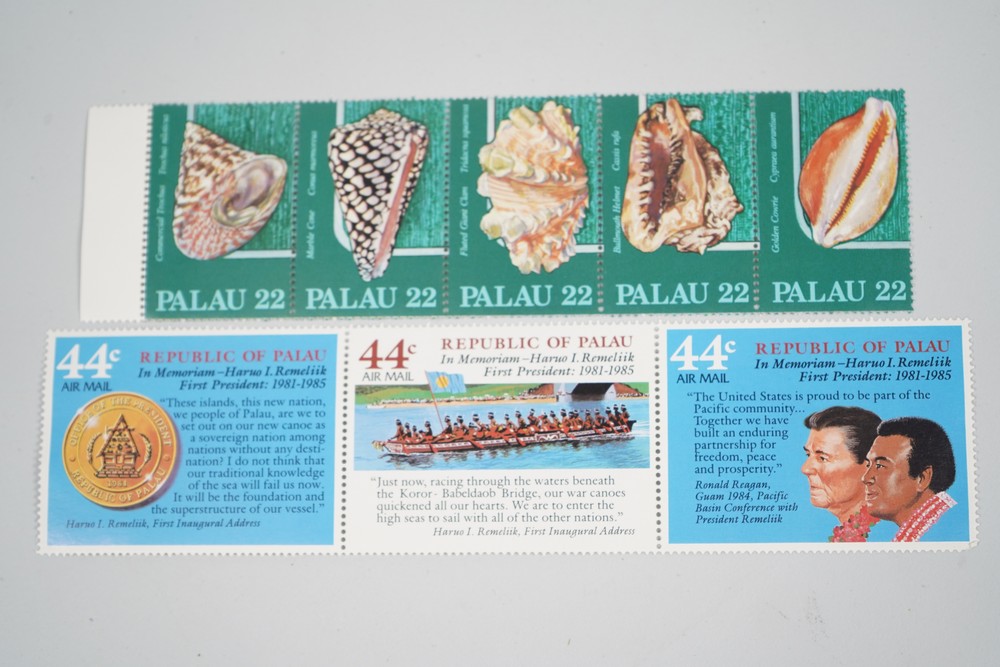 Commercial Trochus Trochus niloticus
PALAU 22
Marble Cone Conus marmoreus
PALAU 22
Fluted Giant Clam Tridacna squamosa
PALAU 22
Bullmouth Helmet Cassis rufa
PALAU 22
Golden Cowrie Cypraea aurantium
PALAU 22
44c
AIR MAIL
REPUBLIC OF PALAU
In Memoriam–Haruo I. Remeliik
First President: 1981-1985
"These islands, this new nation,
we people of Palau, are we to
set out on our new canoe as
a sovereign nation among
nations without any desti-
nation? I do not think that
our traditional knowledge
of the sea will fail us now.
It will be the foundation and
the superstructure of our vessel."
Haruo I. Remeliik, First Inaugural Address
OF THE PRESIDENT
REPUBLIC OF PALAU
44c
AIR MAIL
REPUBLIC OF PALAU
In Memoriam–Haruo I. Remeliik
First President: 1981-1985
"Just now, racing through the waters beneath
the Koror-Babeldaob Bridge, our war canoes
quickened all our hearts. We are to enter the
high seas to sail with all of the other nations."
Haruo I. Remeliik, First Inaugural Address
44c
AIR MAIL
REPUBLIC OF PALAU
In Memoriam–Haruo I. Remeliik
First President: 1981-1985
"The United States is proud to be part of the
Pacific community...
Together we have
built an enduring
partnership for
freedom, peace
and prosperity."
Ronald Reagan,
Guam 1984, Pacific
Basin Conference with
President Remeliik